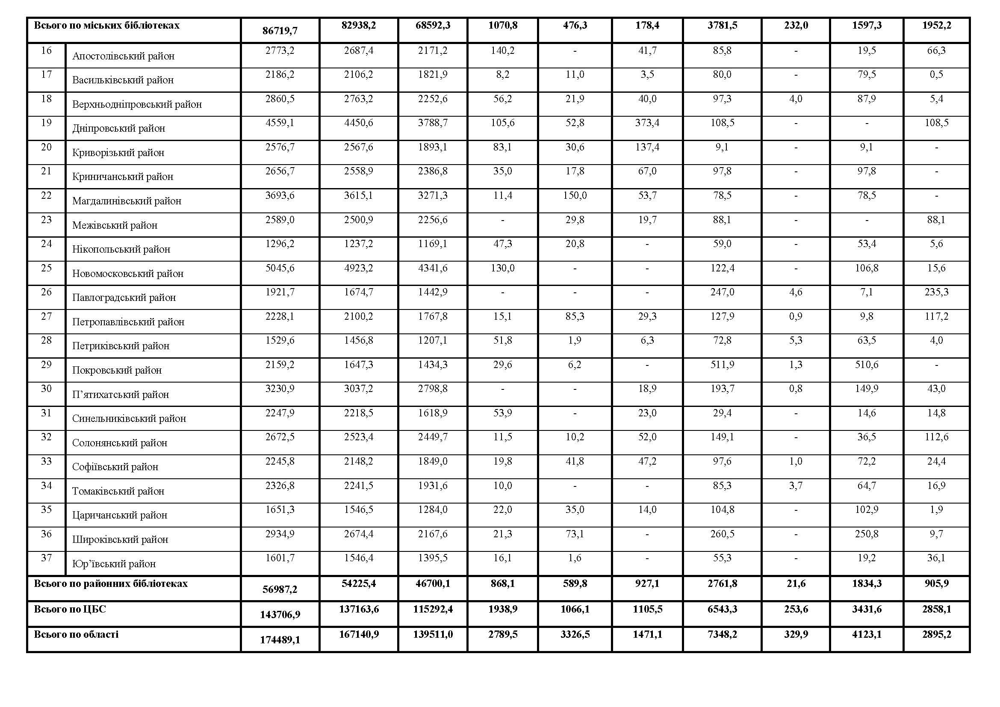 Всього по міських бібліотеках 86719,7 82938,2 68592,3 1070,8 476,3 178,4 3781,5 232,0 1597,3 1952,2
16 Апостолівський район 2773,2 2687,4 2171,2 140,2 - 41,7 85,8 - 19,5 66,3
17 Васильківський район 2186,2 2106,2 1821,9 8,2 11,0 3,5 80,0 - 79,5 0,5
18 Верхньодніпровський район 2860,5 2763,2 2252,6 56,2 21,9 40,0 97,3 4,0 87,9 5,4
19 Дніпровський район 4559,1 4450,6 3788,7 105,6 52,8 373,4 108,5 - - 108,5
20 Криворізький район 2576,7 2567,6 1893,1 83,1 30,6 137,4 9,1 - 9,1 -
21 Криничанський район 2656,7 2558,9 2386,8 35,0 17,8 67,0 97,8 - 97,8 -
22 Магдалинівський район 3693,6 3615,1 3271,3 11,4 150,0 53,7 78,5 - 78,5 -
23 Межівський район 2589,0 2500,9 2256,6 - 29,8 19,7 88,1 - - 88,1
24 Нікопольський район 1296,2 1237,2 1169,1 47,3 20,8 - 59,0 - 53,4 5,6
25 Новомосковський район 5045,6 4923,2 4341,6 130,0 - - 122,4 - 106,8 15,6
26 Павлоградський район 1921,7 1674,7 1442,9 - - - 247,0 4,6 7,1 235,3
27 Петропавлівський район 2228,1 2100,2 1767,8 15,1 85,3 29,3 127,9 0,9 9,8 117,2
28 Петриківський район 1529,6 1456,8 1207,1 51,8 1,9 6,3 72,8 5,3 63,5 4,0
29 Покровський район 2159,2 1647,3 1434,3 29,6 6,2 - 511,9 1,3 510,6 -
30 П’ятихатський район 3230,9 3037,2 2798,8 - - 18,9 193,7 0,8 149,9 43,0
31 Синельниківський район 2247,9 2218,5 1618,9 53,9 - 23,0 29,4 - 14,6 14,8
32 Солонянський район 2672,5 2523,4 2449,7 11,5 10,2 52,0 149,1 - 36,5 112,6
33 Софіївський район 2245,8 2148,2 1849,0 19,8 41,8 47,2 97,6 1,0 72,2 24,4
34 Томаківський район 2326,8 2241,5 1931,6 10,0 - - 85,3 3,7 64,7 16,9
35 Царичанський район 1651,3 1546,5 1284,0 22,0 35,0 14,0 104,8 - 102,9 1,9
36 Широківський район 2934,9 2674,4 2167,6 21,3 73,1 - 260,5 - 250,8 9,7
37 Юр’ївський район 1601,7 1546,4 1395,5 16,1 1,6 - 55,3 - 19,2 36,1
Всього по районних бібліотеках 56987,2 54225,4 46700,1 868,1 589,8 927,1 2761,8 21,6 1834,3 905,9
Всього по ЦБС 143706,9 137163,6 115292,4 1938,9 1066,1 1105,5 6543,3 253,6 3431,6 2858,1
Всього по області 174489,1 167140,9 139511,0 2789,5 3326,5 1471,1 7348,2 329,9 4123,1 2895,2